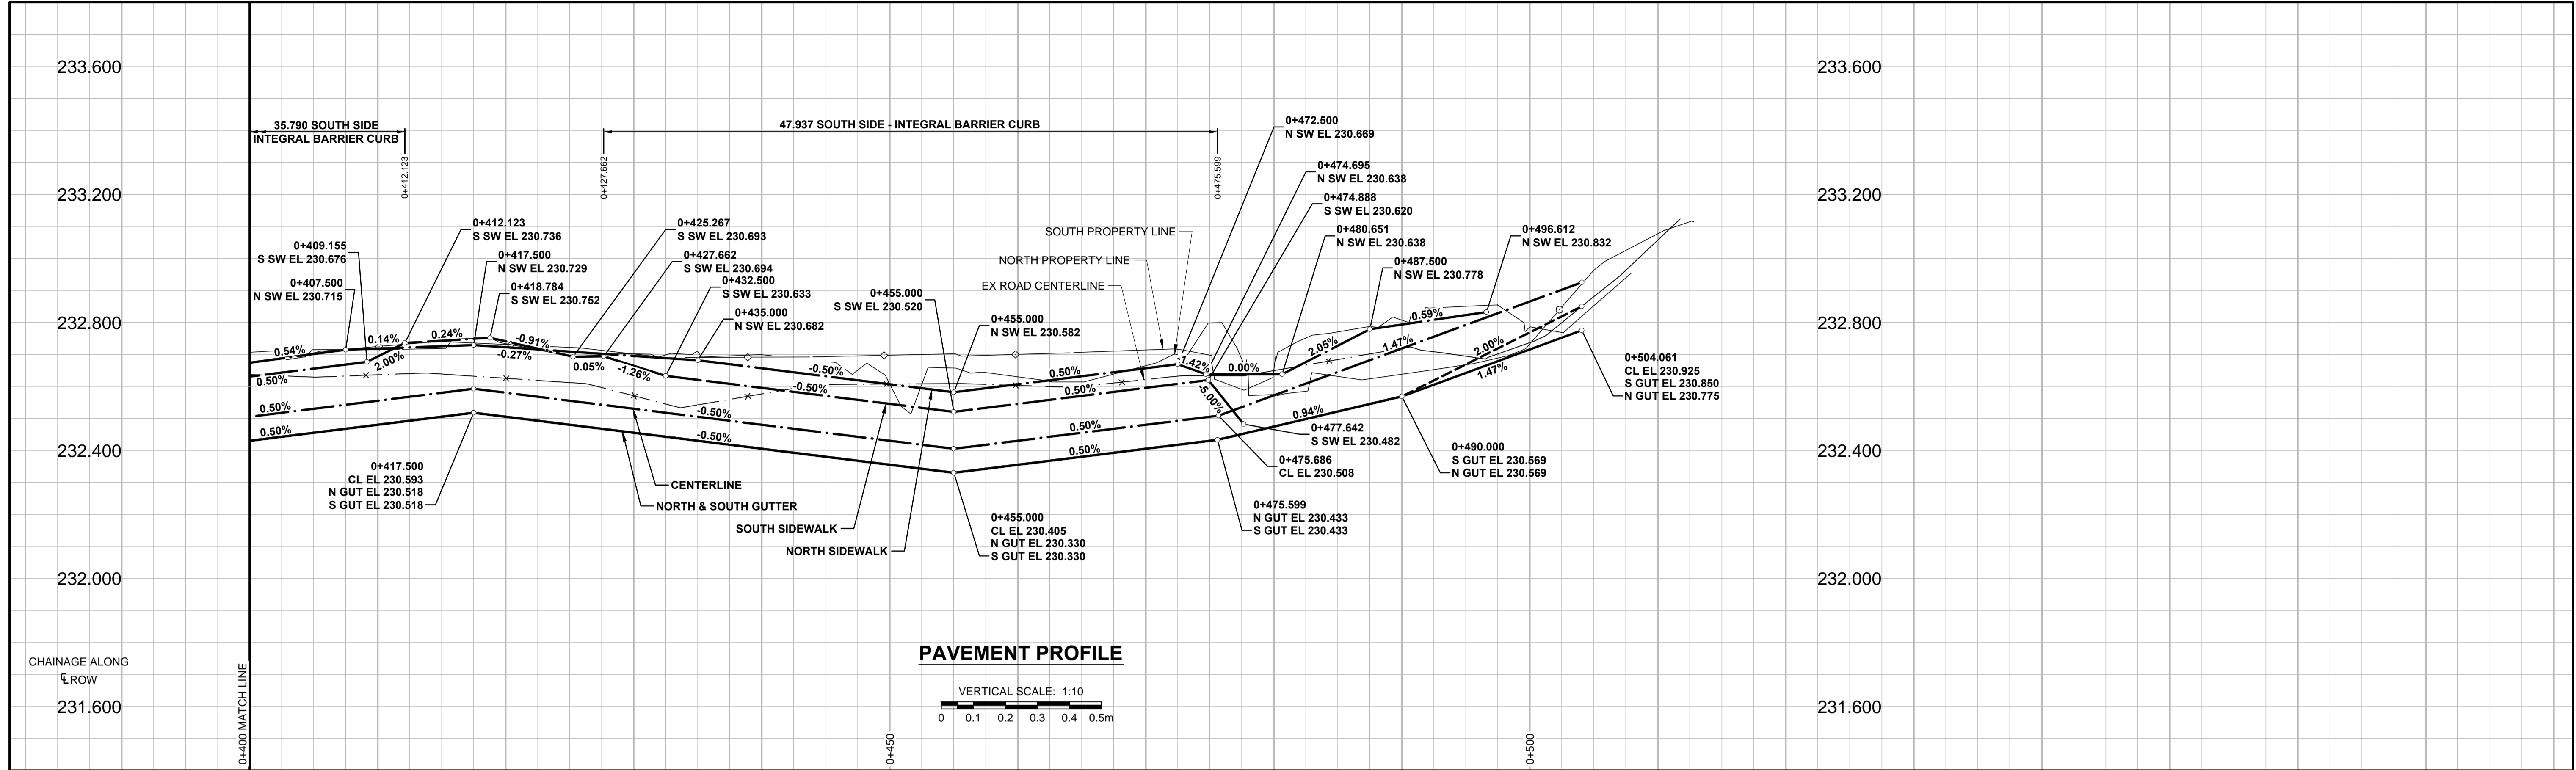 233.600
233.600
35.790 SOUTH SIDE
INTEGRAL BARRIER CURB
47.937 SOUTH SIDE - INTEGRAL BARRIER CURB
0+412.123
0+427.662
0+475.599
0+472.500
N SW EL 230.669
0+474.695
N SW EL 230.638
233.200
233.200
0+474.888
S SW EL 230.620
0+409.155
S SW EL 230.676
0+412.123
S SW EL 230.736
0+425.267
S SW EL 230.693
SOUTH PROPERTY LINE
0+480.651
N SW EL 230.638
0+496.612
N SW EL 230.832
0+407.500
N SW EL 230.715
0+417.500
N SW EL 230.729
0+427.662
S SW EL 230.694
NORTH PROPERTY LINE
0+487.500
N SW EL 230.778
0+418.784
S SW EL 230.752
0+432.500
S SW EL 230.633
0+455.000
S SW EL 230.520
EX ROAD CENTERLINE
0+435.000
N SW EL 230.682
0+455.000
N SW EL 230.582
232.800
232.800
0.54%
0.14%
2.00%
0.24%
-0.91%
-0.27%
0.05%
-1.26%
-0.50%
-0.50%
0.50%
0.50%
-1.42%
0.00%
2.05%
0.59%
1.47%
2.00%
1.47%
0.50%
0.50%
0.50%
-0.50%
-0.50%
0.50%
0.50%
-5.00%
0.94%
0+504.061
CL EL 230.925
S GUT EL 230.850
N GUT EL 230.775
232.400
232.400
0+477.642
S SW EL 230.482
0+490.000
S GUT EL 230.569
N GUT EL 230.569
0+475.686
CL EL 230.508
0+417.500
CL EL 230.593
N GUT EL 230.518
S GUT EL 230.518
CENTERLINE
NORTH & SOUTH GUTTER
SOUTH SIDEWALK
NORTH SIDEWALK
0+455.000
CL EL 230.405
N GUT EL 230.330
S GUT EL 230.330
0+475.599
N GUT EL 230.433
S GUT EL 230.433
232.000
232.000
PAVEMENT PROFILE
CHAINAGE ALONG
℄ ROW
VERTICAL SCALE: 1:10
0 0.1 0.2 0.3 0.4 0.5m
231.600
231.600
0+400 MATCH LINE
0+450
0+500